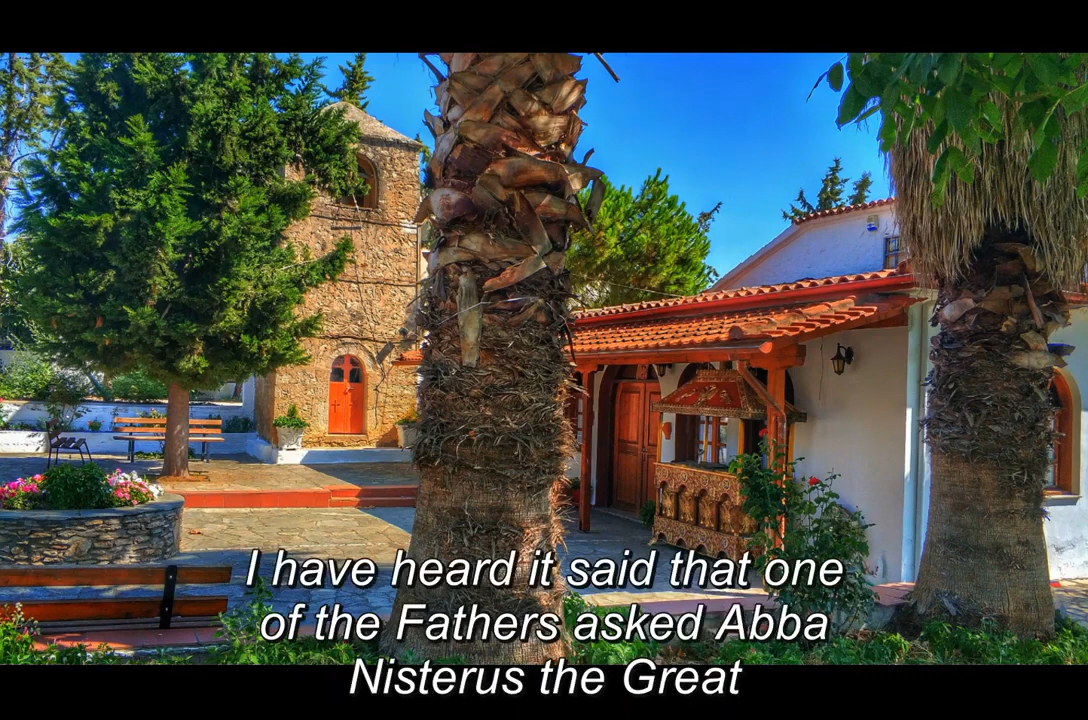 I have heard it said that one
of the Fathers asked Abba
Nisterus the Great